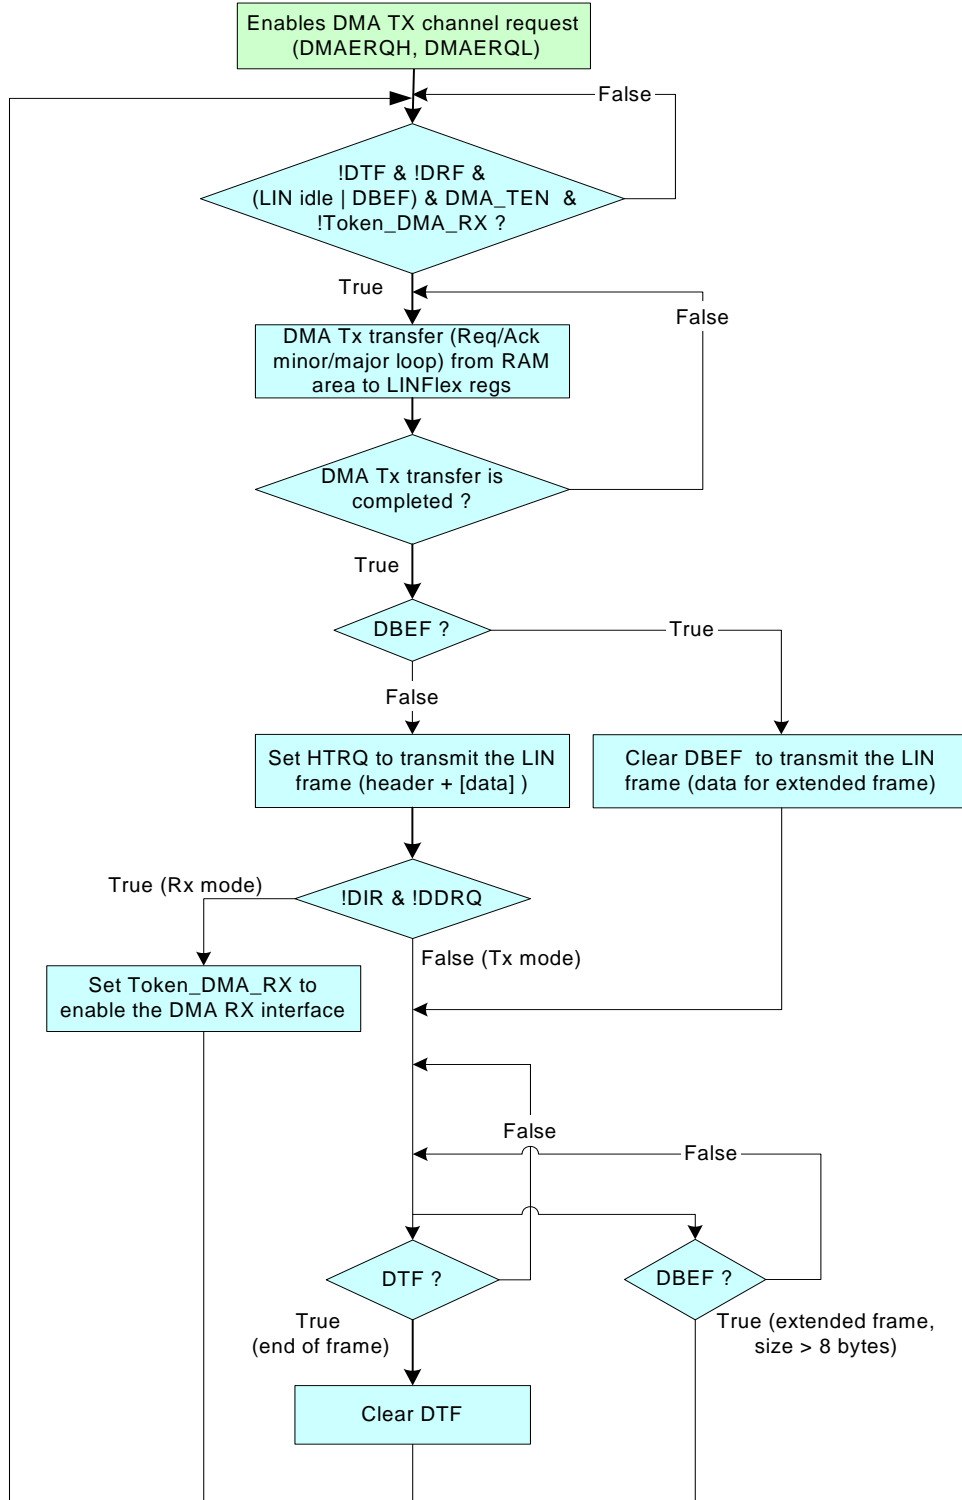 Enables DMA TX channel request
(DMAERQH, DMAERQL)
False
!DTF & !DRF &
(LIN idle | DBEF) & DMA_TEN &
!Token_DMA_RX ?
True
False
DMA Tx transfer (Req/Ack
minor/major loop) from RAM
area to LINFlex regs
DMA Tx transfer is
completed ?
True
DBEF ?
True
False
Set HTRQ to transmit the LIN
frame (header + [data] )
Clear DBEF to transmit the LIN
frame (data for extended frame)
True (Rx mode)
!DIR & !DDRQ
False (Tx mode)
Set Token_DMA_RX to
enable the DMA RX interface
False
False
DTF ?
DBEF ?
True
(end of frame)
True (extended frame,
size > 8 bytes)
Clear DTF